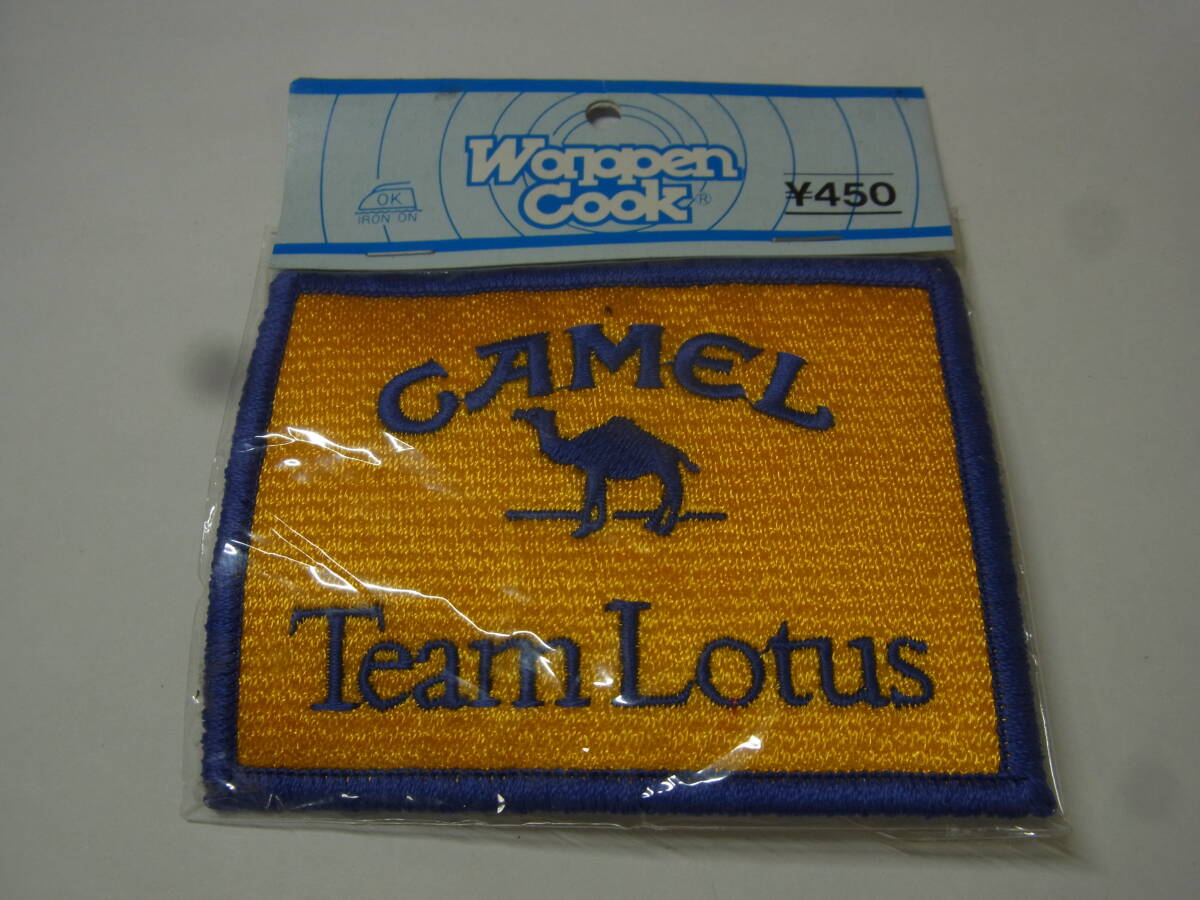 Wappen
Cook®
¥450
OK
IRON ON
CAMEL
Team Lotus